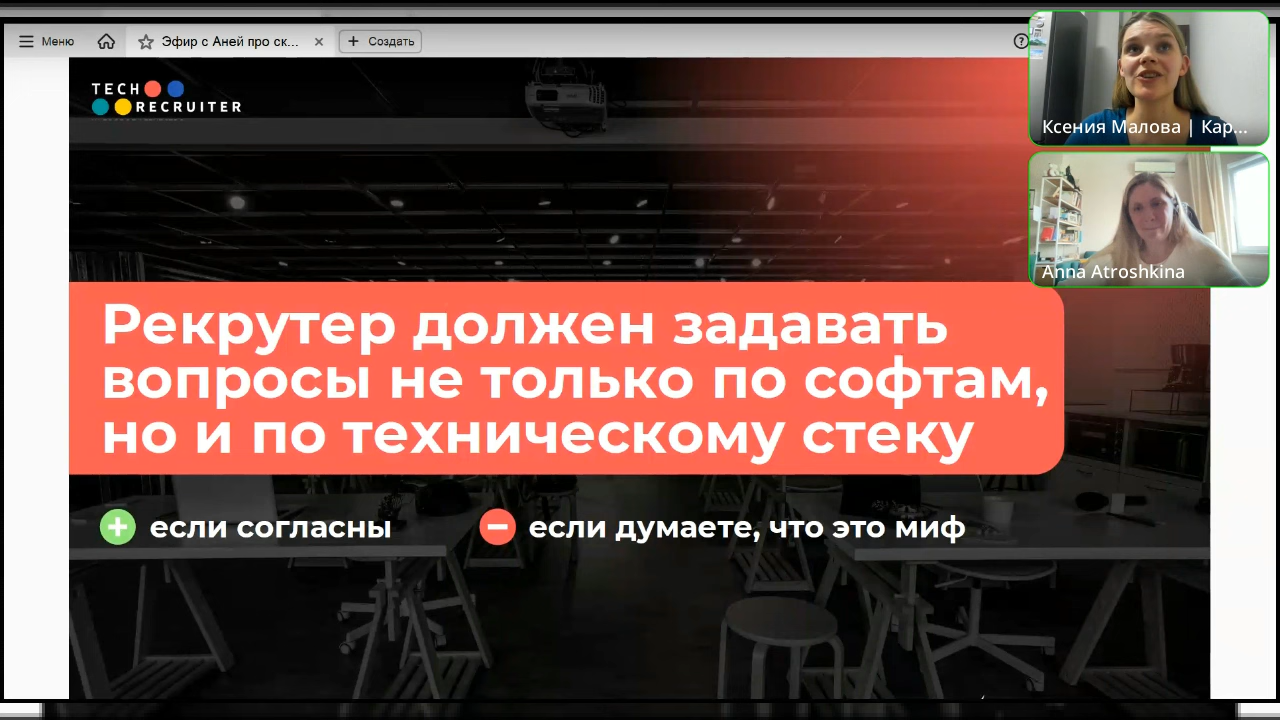 Меню
Эфир с Аней про ск...
Создать
TECH
RECRUITER
Ксения Малова | Кар...
Anna Atroshkina
Рекрутер должен задавать
вопросы не только по софтам,
но и по техническому стеку
если согласны
если думаете, что это миф